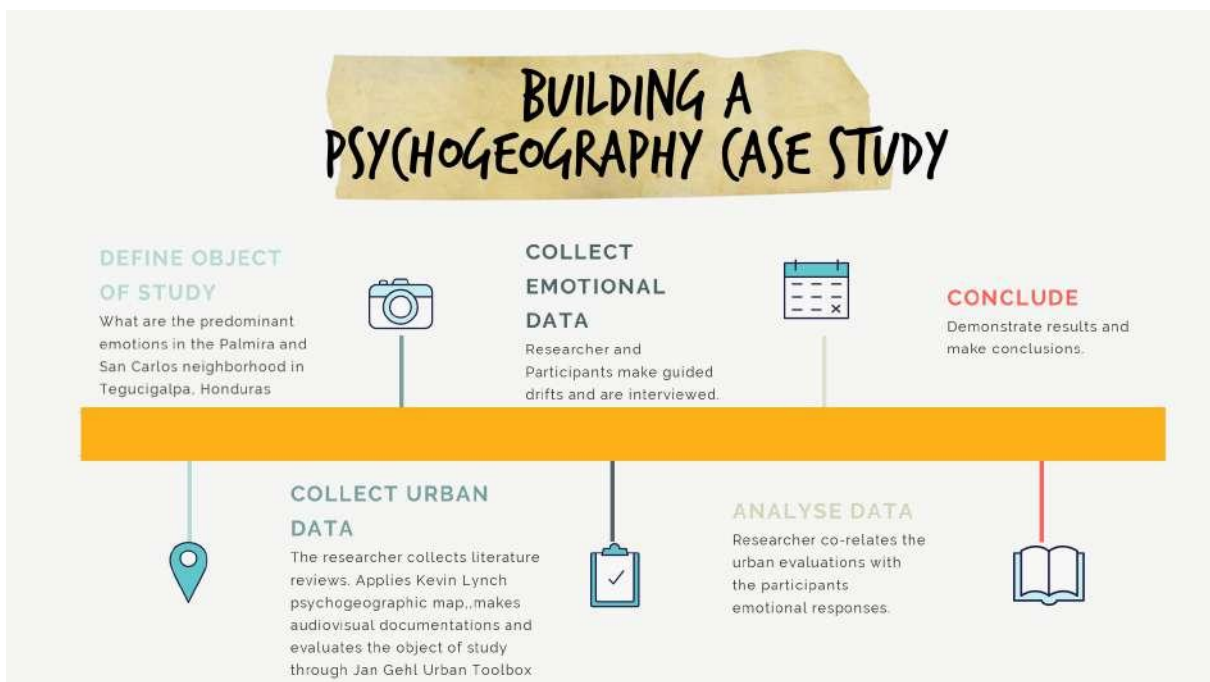 BUILDING A
PSYCHOGEOGRAPHY CASE STUDY
DEFINE OBJECT
OF STUDY
What are the predominant
emotions in the Palmira and
San Carlos neighborhood in
Tegucigalpa, Honduras
COLLECT URBAN
DATA
The researcher collects literature
reviews. Applies Kevin Lynch
psychogeographic map,,makes
audiovisual documentations and
evaluates the object of study
through Jan Gehl Urban Toolbox
COLLECT
EMOTIONAL
DATA
Researcher and
Participants make guided
drifts and are interviewed.
ANALYSE DATA
Researcher co-relates the
urban evaluations with
the participants
emotional responses.
CONCLUDE
Demonstrate results and
make conclusions.